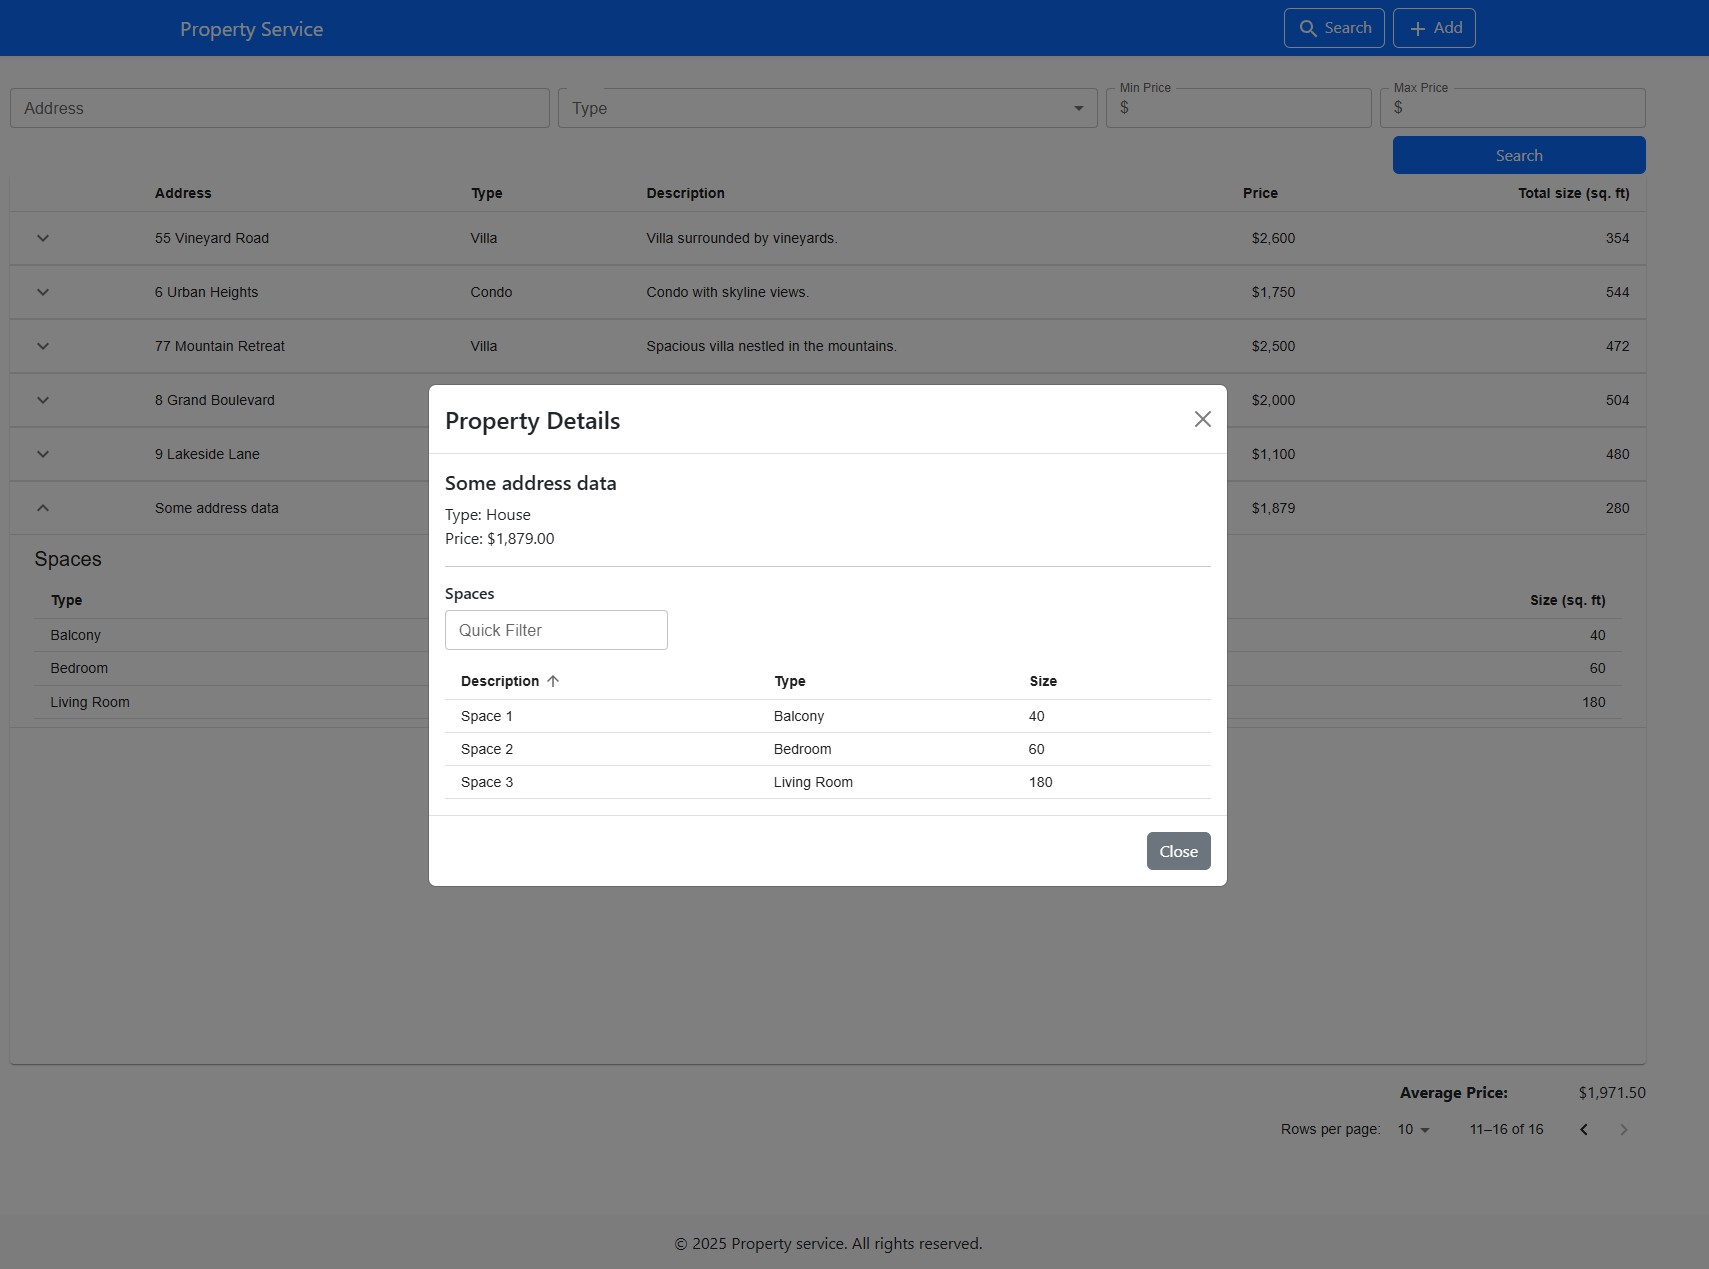 Property Service
Search
Add
Address
Type
Min Price
$
Max Price
$
Search
Address Type Description Price Total size (sq. ft)
55 Vineyard Road Villa Villa surrounded by vineyards. $2,600 354
6 Urban Heights Condo Condo with skyline views. $1,750 544
77 Mountain Retreat Villa Spacious villa nestled in the mountains. $2,500 472
8 Grand Boulevard $2,000 504
9 Lakeside Lane $1,100 480
Some address data $1,879 280
Spaces
Type Size (sq. ft)
Balcony 40
Bedroom 60
Living Room 180
Property Details
Some address data
Type: House
Price: $1,879.00
Spaces
Quick Filter
Description Type Size
Space 1 Balcony 40
Space 2 Bedroom 60
Space 3 Living Room 180
Close
Average Price: $1,971.50
Rows per page: 10 11–16 of 16
© 2025 Property service. All rights reserved.